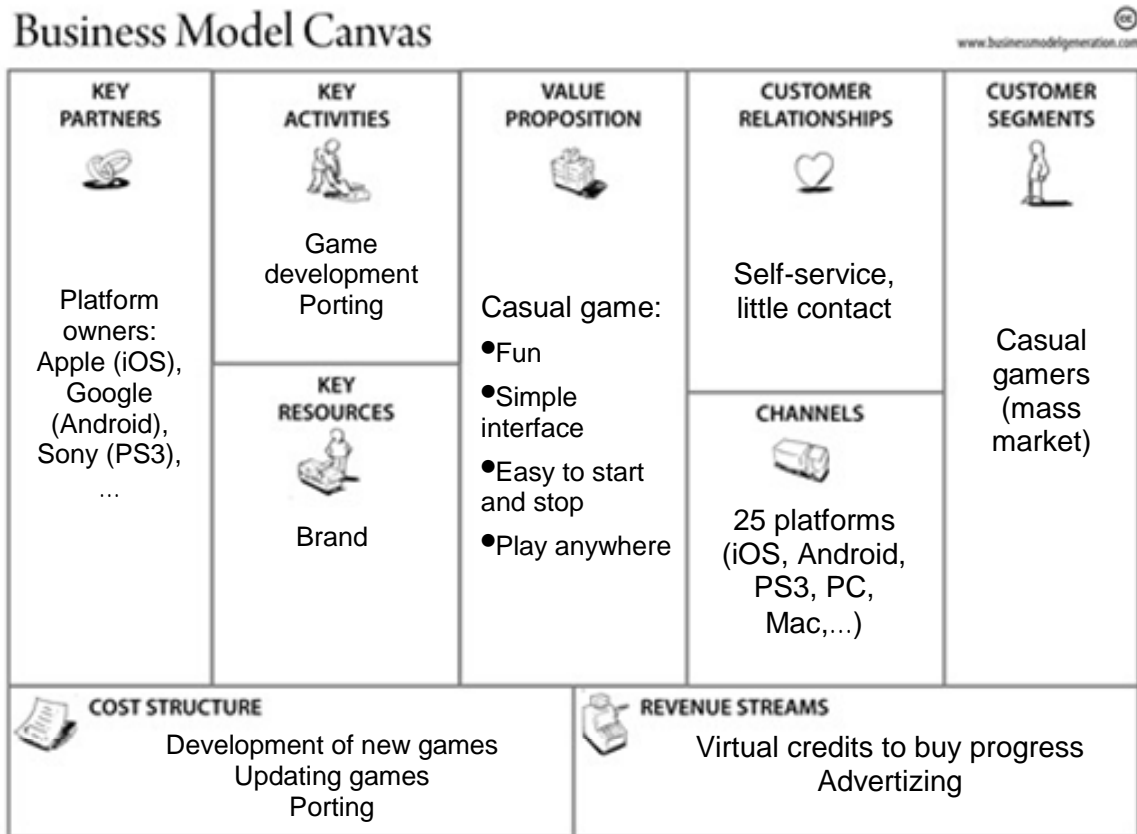 Business Model Canvas
cc
www.businessmodelgeneration.com
KEY
PARTNERS
Platform
owners:
Apple (iOS),
Google
(Android),
Sony (PS3),
...
KEY
ACTIVITIES
Game
development
Porting
KEY
RESOURCES
Brand
VALUE
PROPOSITION
Casual game:
●Fun
●Simple
interface
●Easy to start
and stop
●Play anywhere
CUSTOMER
RELATIONSHIPS
Self-service,
little contact
CHANNELS
25 platforms
(iOS, Android,
PS3, PC,
Mac,...)
CUSTOMER
SEGMENTS
Casual
gamers
(mass
market)
COST STRUCTURE
Development of new games
Updating games
Porting
REVENUE STREAMS
Virtual credits to buy progress
Advertizing